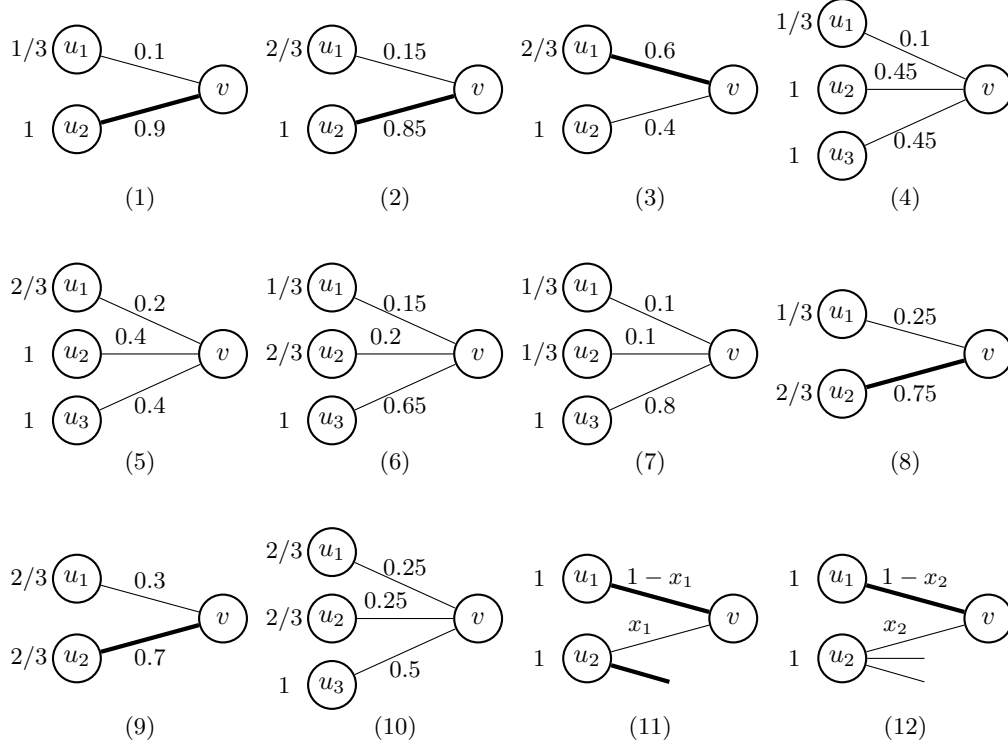 1/3 u1 0.1 v 1 u2 0.9 (1)
2/3 u1 0.15 v 1 u2 0.85 (2)
2/3 u1 0.6 v 1 u2 0.4 (3)
1/3 u1 0.1 1 u2 0.45 v 1 u3 0.45 (4)
2/3 u1 0.2 1 u2 0.4 v 1 u3 0.4 (5)
1/3 u1 0.15 2/3 u2 0.2 v 1 u3 0.65 (6)
1/3 u1 0.1 1/3 u2 0.1 v 1 u3 0.8 (7)
1/3 u1 0.25 v 2/3 u2 0.75 (8)
2/3 u1 0.3 v 2/3 u2 0.7 (9)
2/3 u1 0.25 2/3 u2 0.25 v 1 u3 0.5 (10)
1 u1 1 − x1 v 1 u2 x1 (11)
1 u1 1 − x2 v 1 u2 x2 (12)